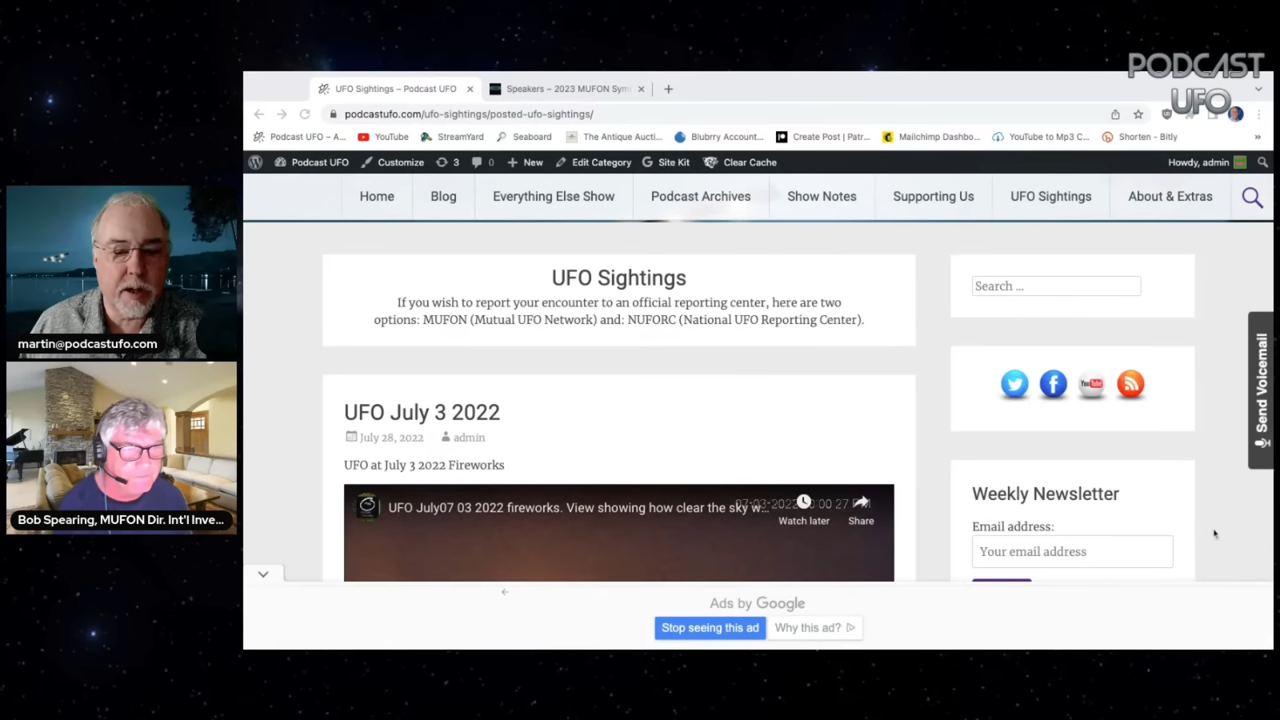 PODCAST
UFO
UFO Sightings – Podcast UFO
Speakers – 2023 MUFON Sym
podcastufo.com/ufo-sightings/posted-ufo-sightings/
Podcast UFO – A... YouTube StreamYard Seaboard The Antique Aucti... Blubrry Account... Create Post | Patr... Mailchimp Dashbo... YouTube to Mp3 C... Shorten - Bitly »
Podcast UFO Customize 3 0 New Edit Category Site Kit Clear Cache Howdy, admin
Home Blog Everything Else Show Podcast Archives Show Notes Supporting Us UFO Sightings About & Extras
UFO Sightings
If you wish to report your encounter to an official reporting center, here are two
options: MUFON (Mutual UFO Network) and: NUFORC (National UFO Reporting Center).
Search ...
martin@podcastufo.com
Send Voicemail
You Tube
UFO July 3 2022
July 28, 2022 admin
UFO at July 3 2022 Fireworks
UFO July07 03 2022 fireworks. View showing how clear the sky w...
Watch later
Share
Weekly Newsletter
Email address:
Your email address
Bob Spearing, MUFON Dir. Int'l Inve...
Ads by Google
Stop seeing this ad
Why this ad?